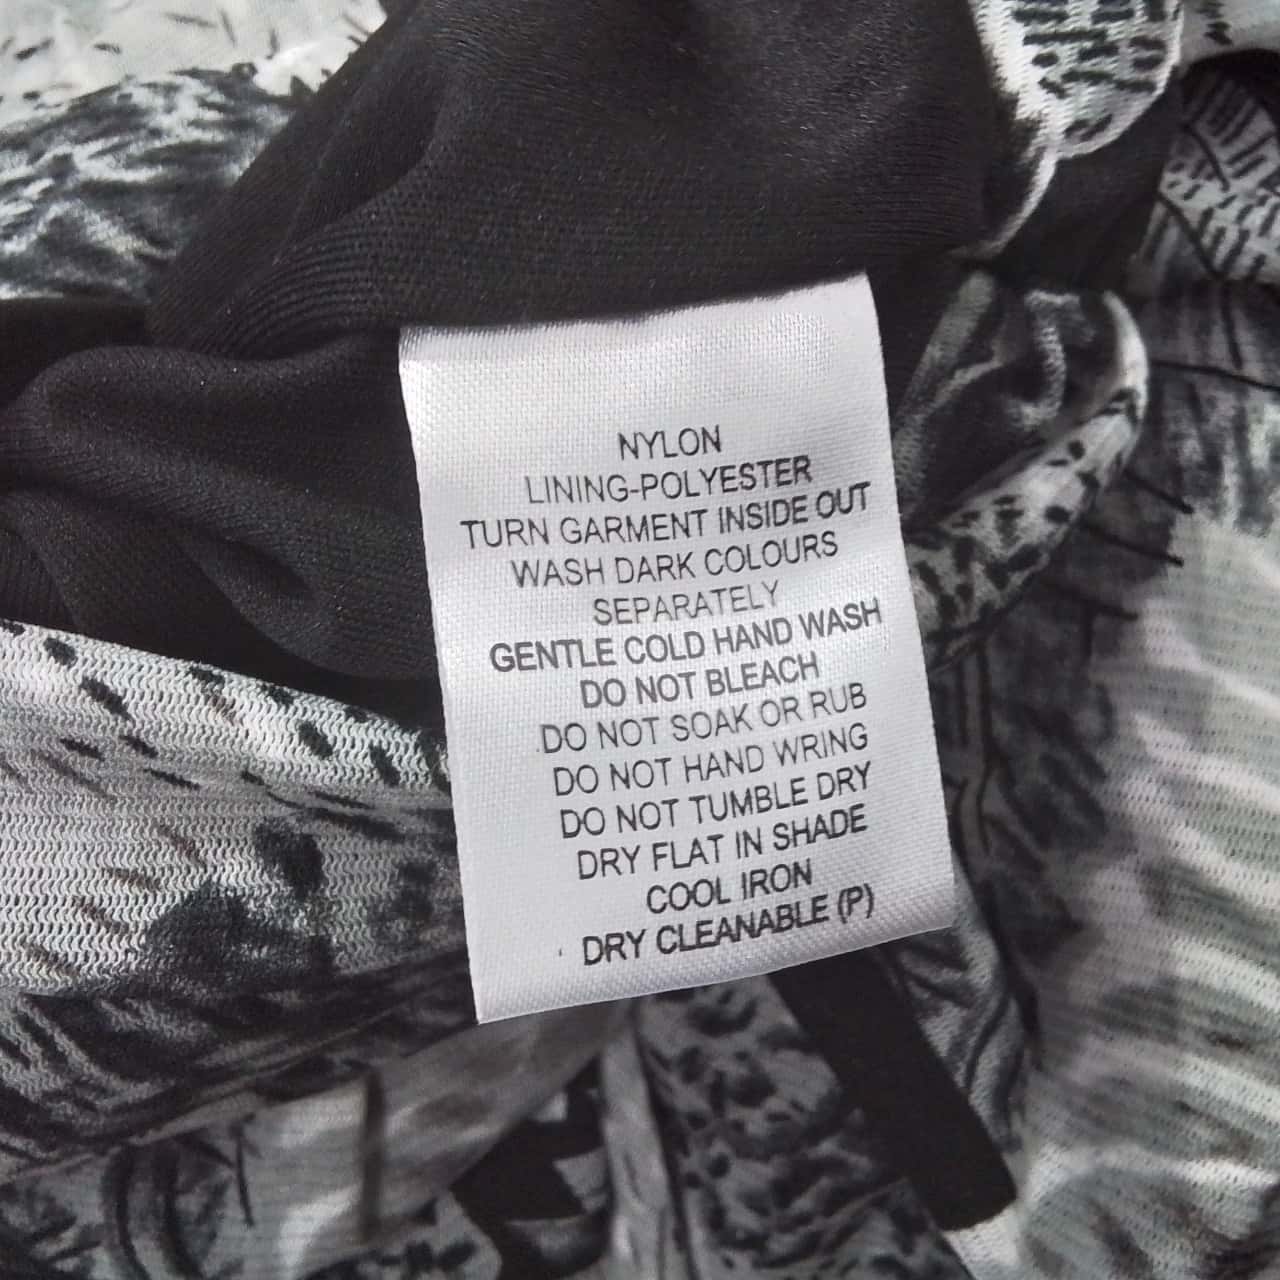 NYLON
LINING-POLYESTER
TURN GARMENT INSIDE OUT
WASH DARK COLOURS
SEPARATELY
GENTLE COLD HAND WASH
DO NOT BLEACH
DO NOT SOAK OR RUB
DO NOT HAND WRING
DO NOT TUMBLE DRY
DRY FLAT IN SHADE
COOL IRON
DRY CLEANABLE (P)